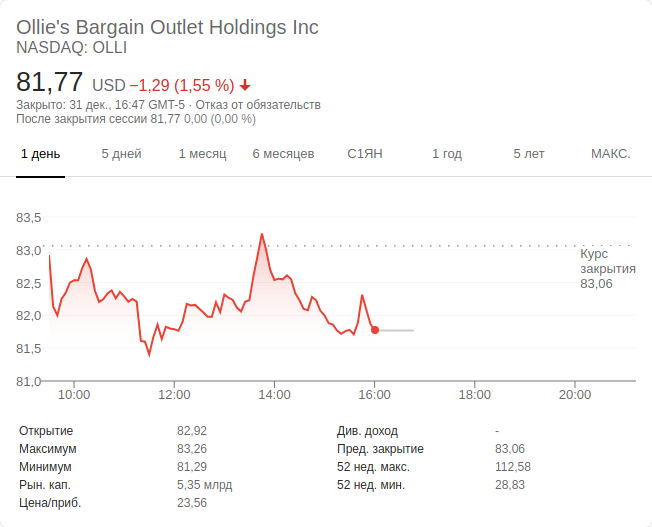 Ollie's Bargain Outlet Holdings Inc
NASDAQ: OLLI
81,77 USD −1,29 (1,55 %)
Закрыто: 31 дек., 16:47 GMT-5 · Отказ от обязательств
После закрытия сессии 81,77 0,00 (0,00 %)
1 день 5 дней 1 месяц 6 месяцев С1ЯН 1 год 5 лет МАКС.
83,5
83,0
82,5
82,0
81,5
81,0
Курс
закрытия
83,06
10:00 12:00 14:00 16:00 18:00 20:00
Открытие 82,92 Див. доход -
Максимум 83,26 Пред. закрытие 83,06
Минимум 81,29 52 нед. макс. 112,58
Рын. кап. 5,35 млрд 52 нед. мин. 28,83
Цена/приб. 23,56